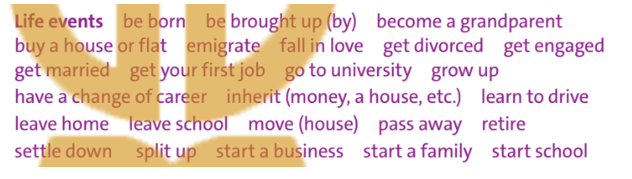 Life events be born be brought up (by) become a grandparent
buy a house or flat emigrate fall in love get divorced get engaged
get married get your first job go to university grow up
have a change of career inherit (money, a house, etc.) learn to drive
leave home leave school move (house) pass away retire
settle down split up start a business start a family start school